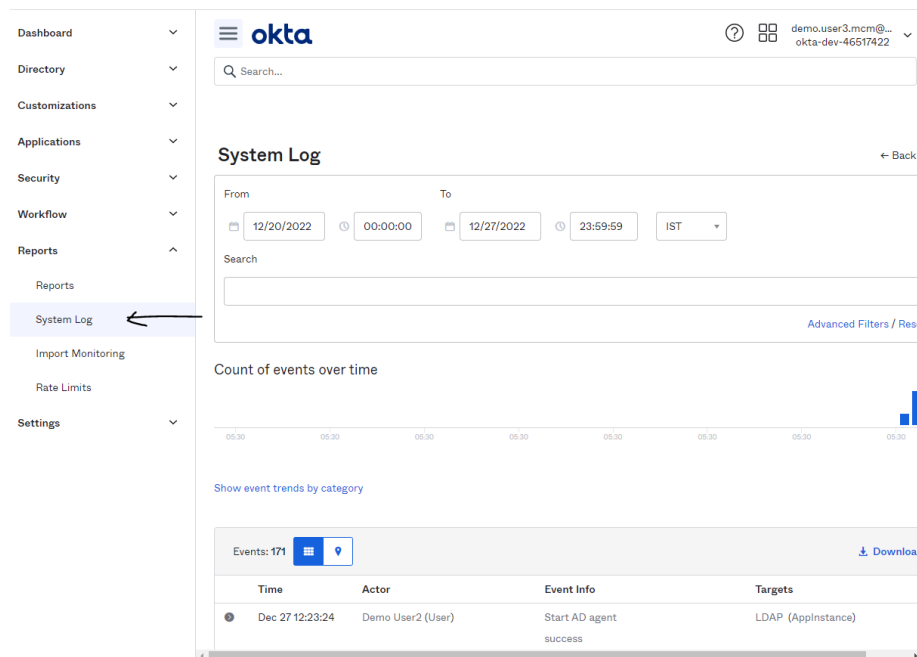 Dashboard
Directory
Customizations
Applications
Security
Workflow
Reports
Reports
System Log
Import Monitoring
Rate Limits
Settings
okta
demo.user3.mcm@...
okta-dev-46517422
Search...
System Log
← Back
From
To
12/20/2022
00:00:00
12/27/2022
23:59:59
IST
Search
Advanced Filters / Res
Count of events over time
05:30 05:30 05:30 05:30 05:30 05:30 05:30 05:30
Show event trends by category
Events: 171
Downloa
Time Actor Event Info Targets
Dec 27 12:23:24 Demo User2 (User) Start AD agent LDAP (AppInstance)
success